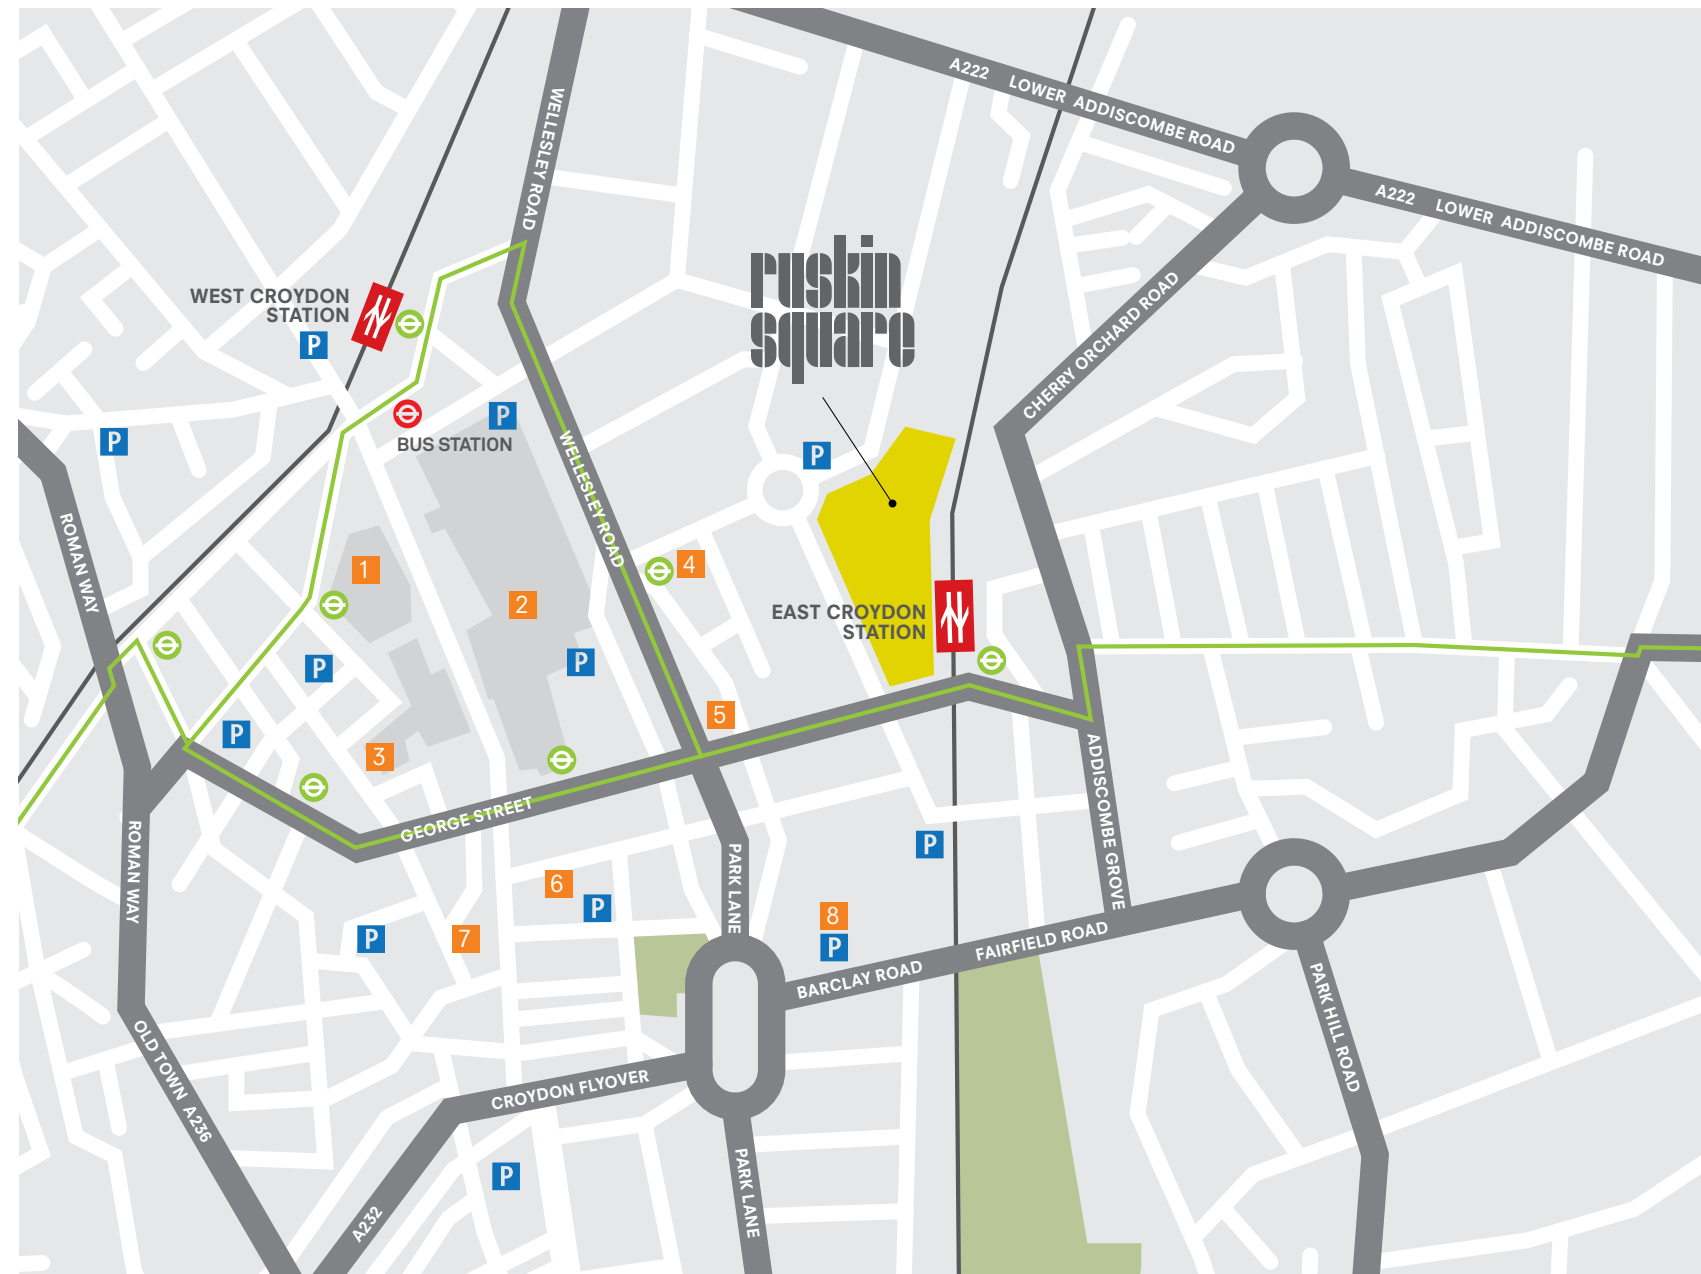 A222 LOWER ADDISCOMBE ROAD
A222 LOWER ADDISCOMBE ROAD
WELLESLEY ROAD
ruskin
square
WEST CROYDON
STATION
P
CHERRY ORCHARD ROAD
BUS STATION
P
P
P
WELLESLEY ROAD
ROMAN WAY
1
2
4
EAST CROYDON
STATION
P
P
P
3
5
GEORGE STREET
ADDISCOMBE GROVE
ROMAN WAY
PARK LANE
P
6
P
7
P
8
P
BARCLAY ROAD
FAIRFIELD ROAD
PARK HILL ROAD
OLD TOWN A236
CROYDON FLYOVER
P
A232
PARK LANE